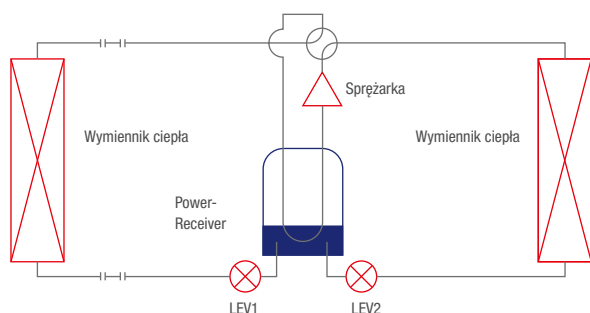 Sprężarka
Wymiennik ciepła
Wymiennik ciepła
Power-
Receiver
LEV1
LEV2